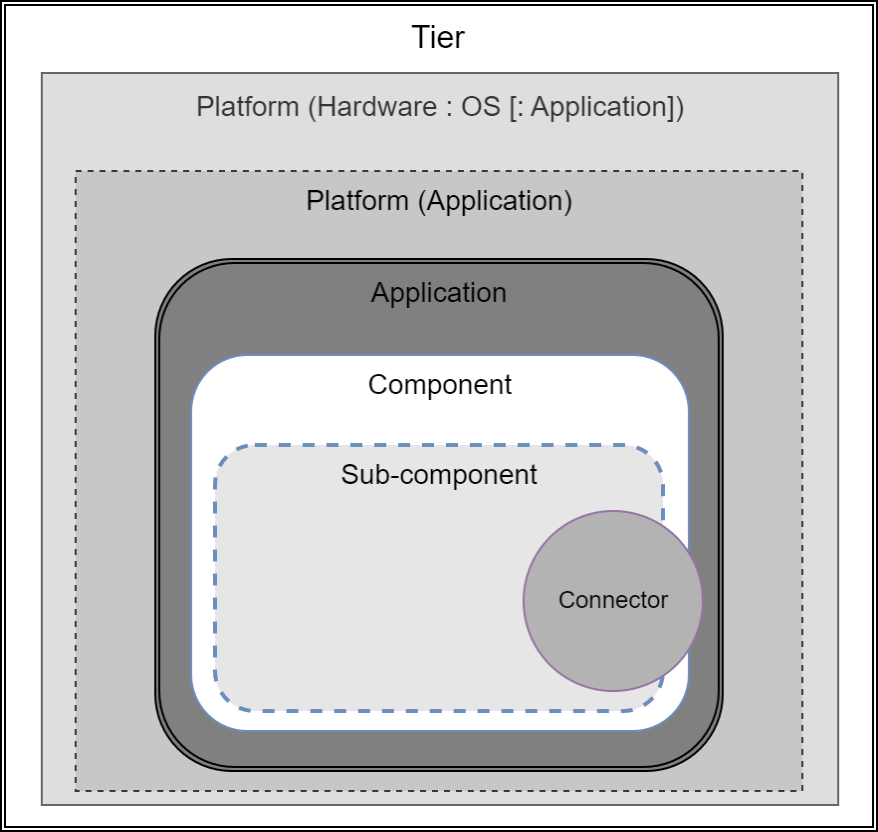 Tier
Platform (Hardware : OS [: Application])
Platform (Application)
Application
Component
Sub-component
Connector